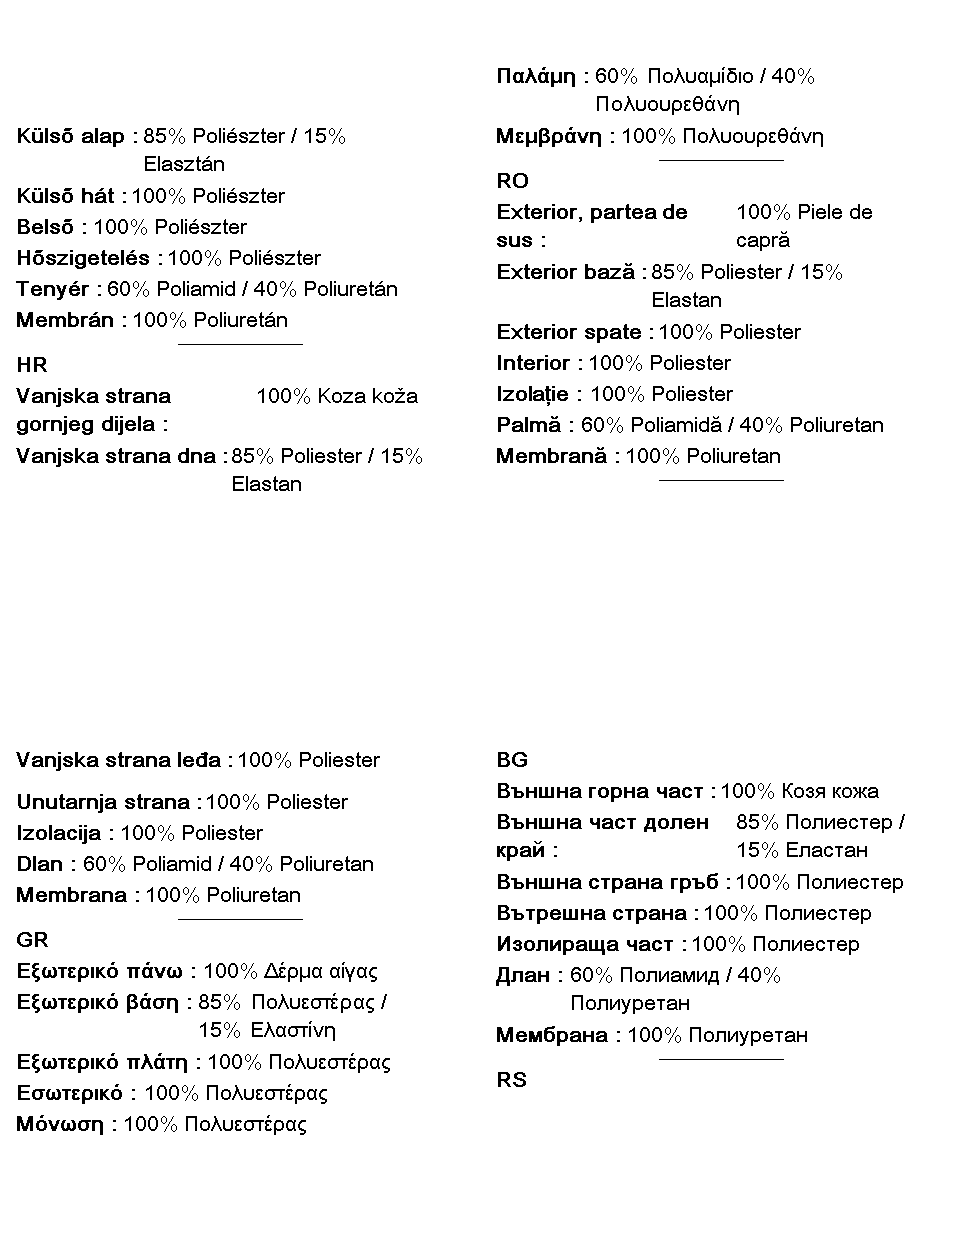 Külső alap : 85% Poliészter / 15%
Elasztán
Külső hát : 100% Poliészter
Belső : 100% Poliészter
Hőszigetelés : 100% Poliészter
Tenyér : 60% Poliamid / 40% Poliuretán
Membrán : 100% Poliuretán
HR
Vanjska strana 100% Koza koža
gornjeg dijela :
Vanjska strana dna : 85% Poliester / 15%
Elastan
Παλάμη : 60% Πολυαμίδιο / 40%
Πολυουρεθάνη
Μεμβράνη : 100% Πολυουρεθάνη
RO
Exterior, partea de 100% Piele de
sus : capră
Exterior bază : 85% Poliester / 15%
Elastan
Exterior spate : 100% Poliester
Interior : 100% Poliester
Izolație : 100% Poliester
Palmă : 60% Poliamidă / 40% Poliuretan
Membrană : 100% Poliuretan
Vanjska strana leđa : 100% Poliester
Unutarnja strana : 100% Poliester
Izolacija : 100% Poliester
Dlan : 60% Poliamid / 40% Poliuretan
Membrana : 100% Poliuretan
GR
Εξωτερικό πάνω : 100% Δέρμα αίγας
Εξωτερικό βάση : 85% Πολυεστέρας /
15% Ελαστίνη
Εξωτερικό πλάτη : 100% Πολυεστέρας
Εσωτερικό : 100% Πολυεστέρας
Μόνωση : 100% Πολυεστέρας
BG
Външна горна част : 100% Козя кожа
Външна част долен 85% Полиестер /
край : 15% Еластан
Външна страна гръб : 100% Полиестер
Вътрешна страна : 100% Полиестер
Изолираща част : 100% Полиестер
Длан : 60% Полиамид / 40%
Полиуретан
Мембрана : 100% Полиуретан
RS